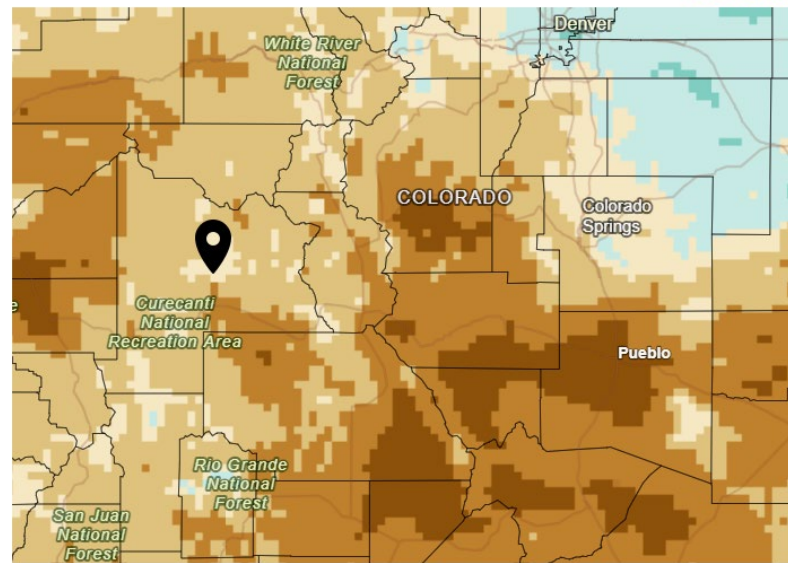 Denver
White River
National
Forest
COLORADO
Colorado
Springs
e
Curecanti
National
Recreation Area
Pueblo
Rio Grande
National
Forest
San Juan
National
Forest